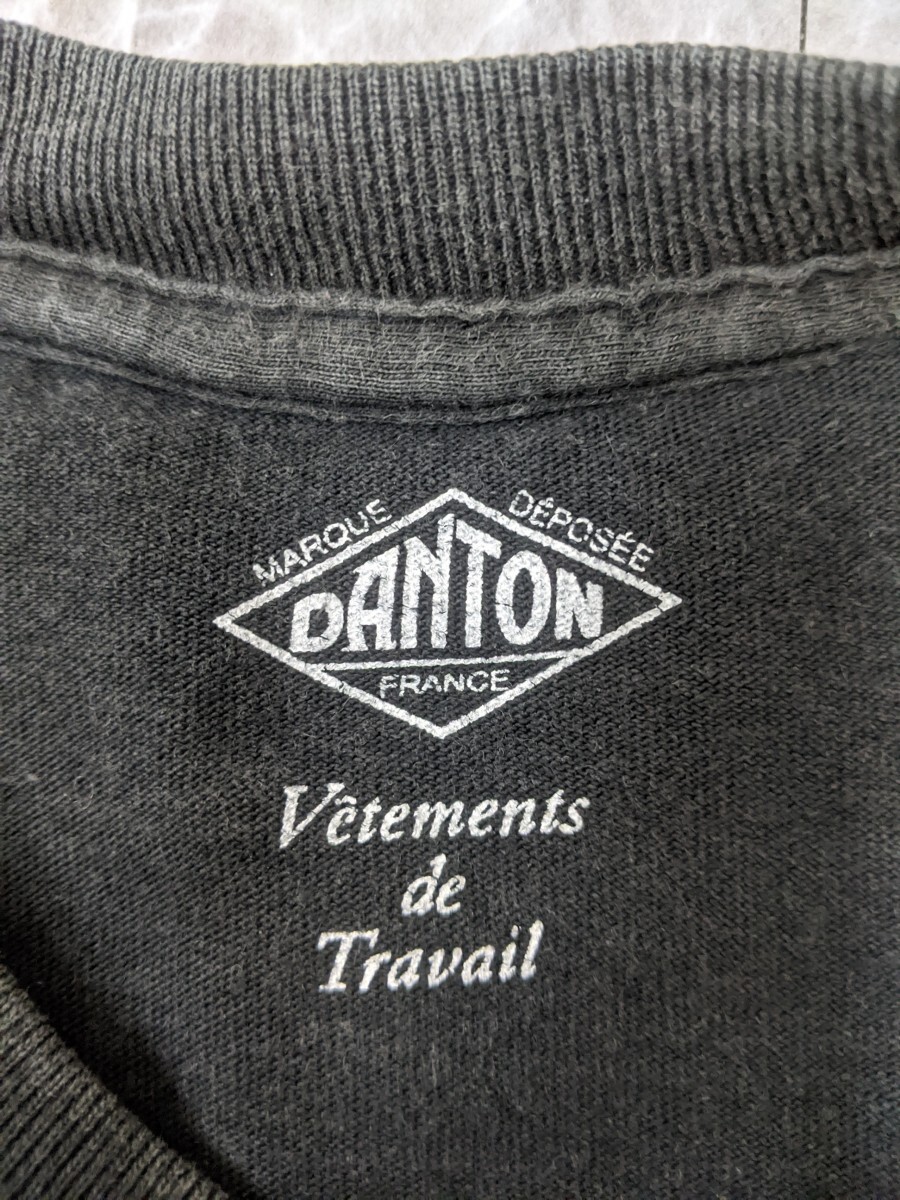 MARQUE DÉPOSÉE
DANTON
FRANCE
Vêtements
de
Travail